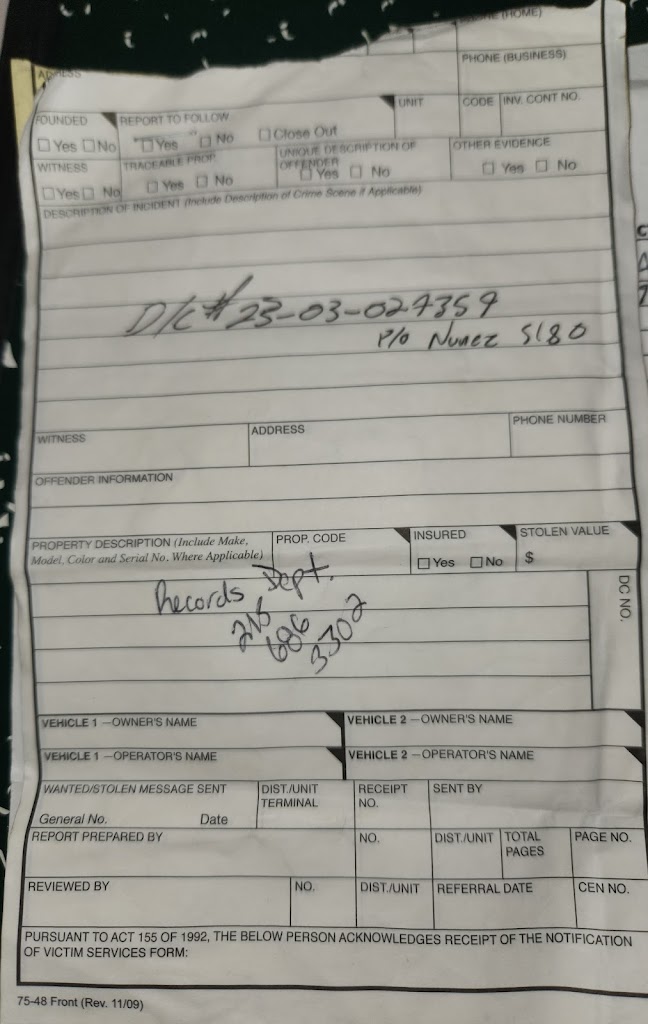 PHONE (HOME)
ADDRESS
PHONE (BUSINESS)
FOUNDED
REPORT TO FOLLOW
UNIT
CODE
INV. CONT NO.
Yes No
Yes No Close Out
WITNESS
TRACEABLE PROP.
UNIQUE DESCRIPTION OF OFFENDER
OTHER EVIDENCE
Yes No
Yes No
Yes No
Yes No
DESCRIPTION OF INCIDENT (Include Description of Crime Scene if Applicable)
D/C # 23-03-027359
P/o Nunez 5180
WITNESS
ADDRESS
PHONE NUMBER
OFFENDER INFORMATION
PROPERTY DESCRIPTION (Include Make,
Model, Color and Serial No. Where Applicable)
PROP. CODE
INSURED
Yes No
STOLEN VALUE
$
DC NO.
Records Dept.
215
686
3302
VEHICLE 1 — OWNER'S NAME
VEHICLE 2 — OWNER'S NAME
VEHICLE 1 — OPERATOR'S NAME
VEHICLE 2 — OPERATOR'S NAME
WANTED/STOLEN MESSAGE SENT
General No. Date
DIST./UNIT
TERMINAL
RECEIPT
NO.
SENT BY
REPORT PREPARED BY
NO.
DIST./UNIT
TOTAL
PAGES
PAGE NO.
REVIEWED BY
NO.
DIST./UNIT
REFERRAL DATE
CEN NO.
PURSUANT TO ACT 155 OF 1992, THE BELOW PERSON ACKNOWLEDGES RECEIPT OF THE NOTIFICATION
OF VICTIM SERVICES FORM:
75-48 Front (Rev. 11/09)